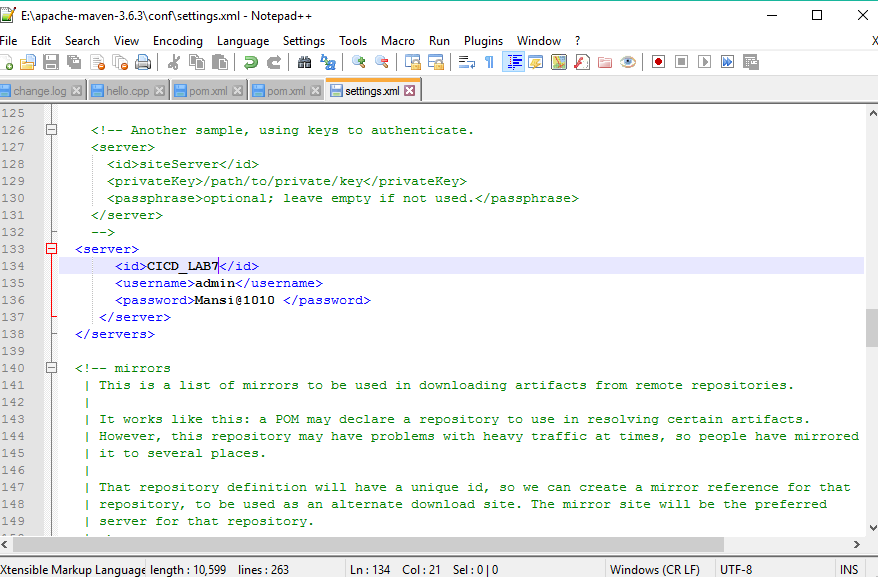 E:\apache-maven-3.6.3\conf\settings.xml - Notepad++
File Edit Search View Encoding Language Settings Tools Macro Run Plugins Window ? X
change.log hello.cpp pom.xml pom.xml settings.xml
125
126 <!-- Another sample, using keys to authenticate.
127 <server>
128 <id>siteServer</id>
129 <privateKey>/path/to/private/key</privateKey>
130 <passphrase>optional; leave empty if not used.</passphrase>
131 </server>
132 -->
133 <server>
134 <id>CICD_LAB7</id>
135 <username>admin</username>
136 <password>Mansi@1010 </password>
137 </server>
138 </servers>
139
140 <!-- mirrors
141 | This is a list of mirrors to be used in downloading artifacts from remote repositories.
142 |
143 | It works like this: a POM may declare a repository to use in resolving certain artifacts.
144 | However, this repository may have problems with heavy traffic at times, so people have mirrored
145 | it to several places.
146 |
147 | That repository definition will have a unique id, so we can create a mirror reference for that
148 | repository, to be used as an alternate download site. The mirror site will be the preferred
149 | server for that repository.
Xtensible Markup Language length : 10,599 lines : 263 Ln : 134 Col : 21 Sel : 0 | 0 Windows (CR LF) UTF-8 INS